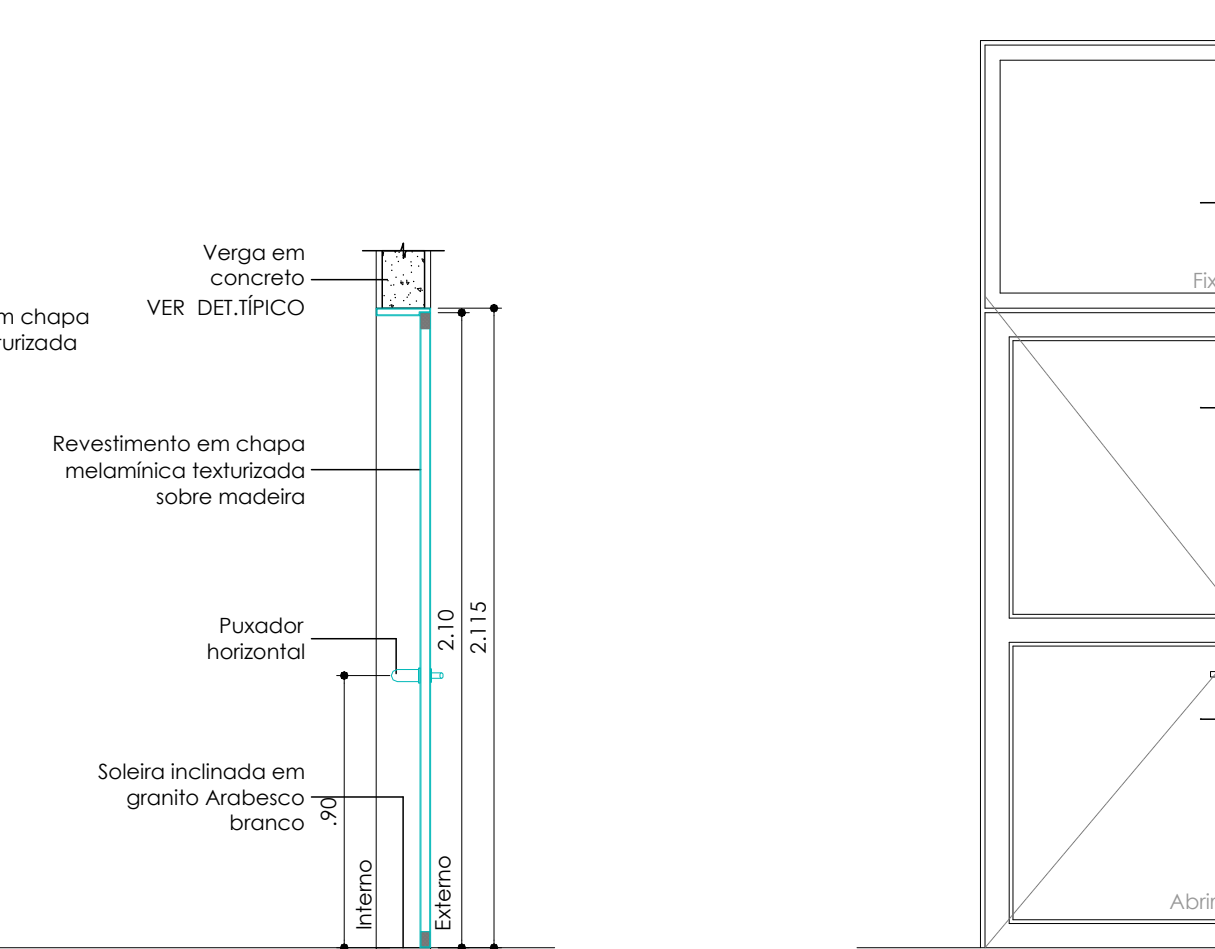 Verga em
concreto
VER DET.TÍPICO
m chapa
urizada
Revestimento em chapa
melamínica texturizada
sobre madeira
Puxador
horizontal
Soleira inclinada em
granito Arabesco
branco
.90
Interno
Externo
2.10
2.115
Fix
Abrir